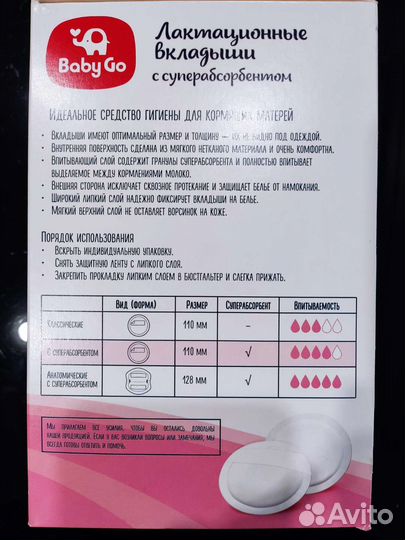 Baby Go
Лактационные
вкладыши
с суперабсорбентом
Идеальное средство гигиены для кормящих матерей
• Вкладыши имеют оптимальный размер и толщину – их не видно под одеждой.
• Внутренняя поверхность сделана из мягкого нетканого материала и очень комфортна.
• Впитывающий слой содержит гранулы суперабсорбента и полностью впитывает
выделяемое между кормлениями молоко.
• Внешняя сторона исключает сквозное протекание и защищает белье от намокания.
• Широкий липкий слой надежно фиксирует вкладыши на белье.
• Мягкий верхний слой не оставляет ворсинок на коже.
Порядок использования
• Вскрыть индивидуальную упаковку.
• Снять защитную ленту с липкого слоя.
• Закрепить прокладку липким слоем в бюстгальтер и слегка прижать.
Вид (форма) Размер Суперабсорбент Впитываемость
Классические 110 мм –
С суперабсорбентом 110 мм √
Анатомические
с суперабсорбентом 128 мм √
Мы прилагаем все усилия, чтобы вы остались довольны
нашей продукцией. Если у вас возникли вопросы или замечания, мы
всегда готовы ответить и помочь.
Avito